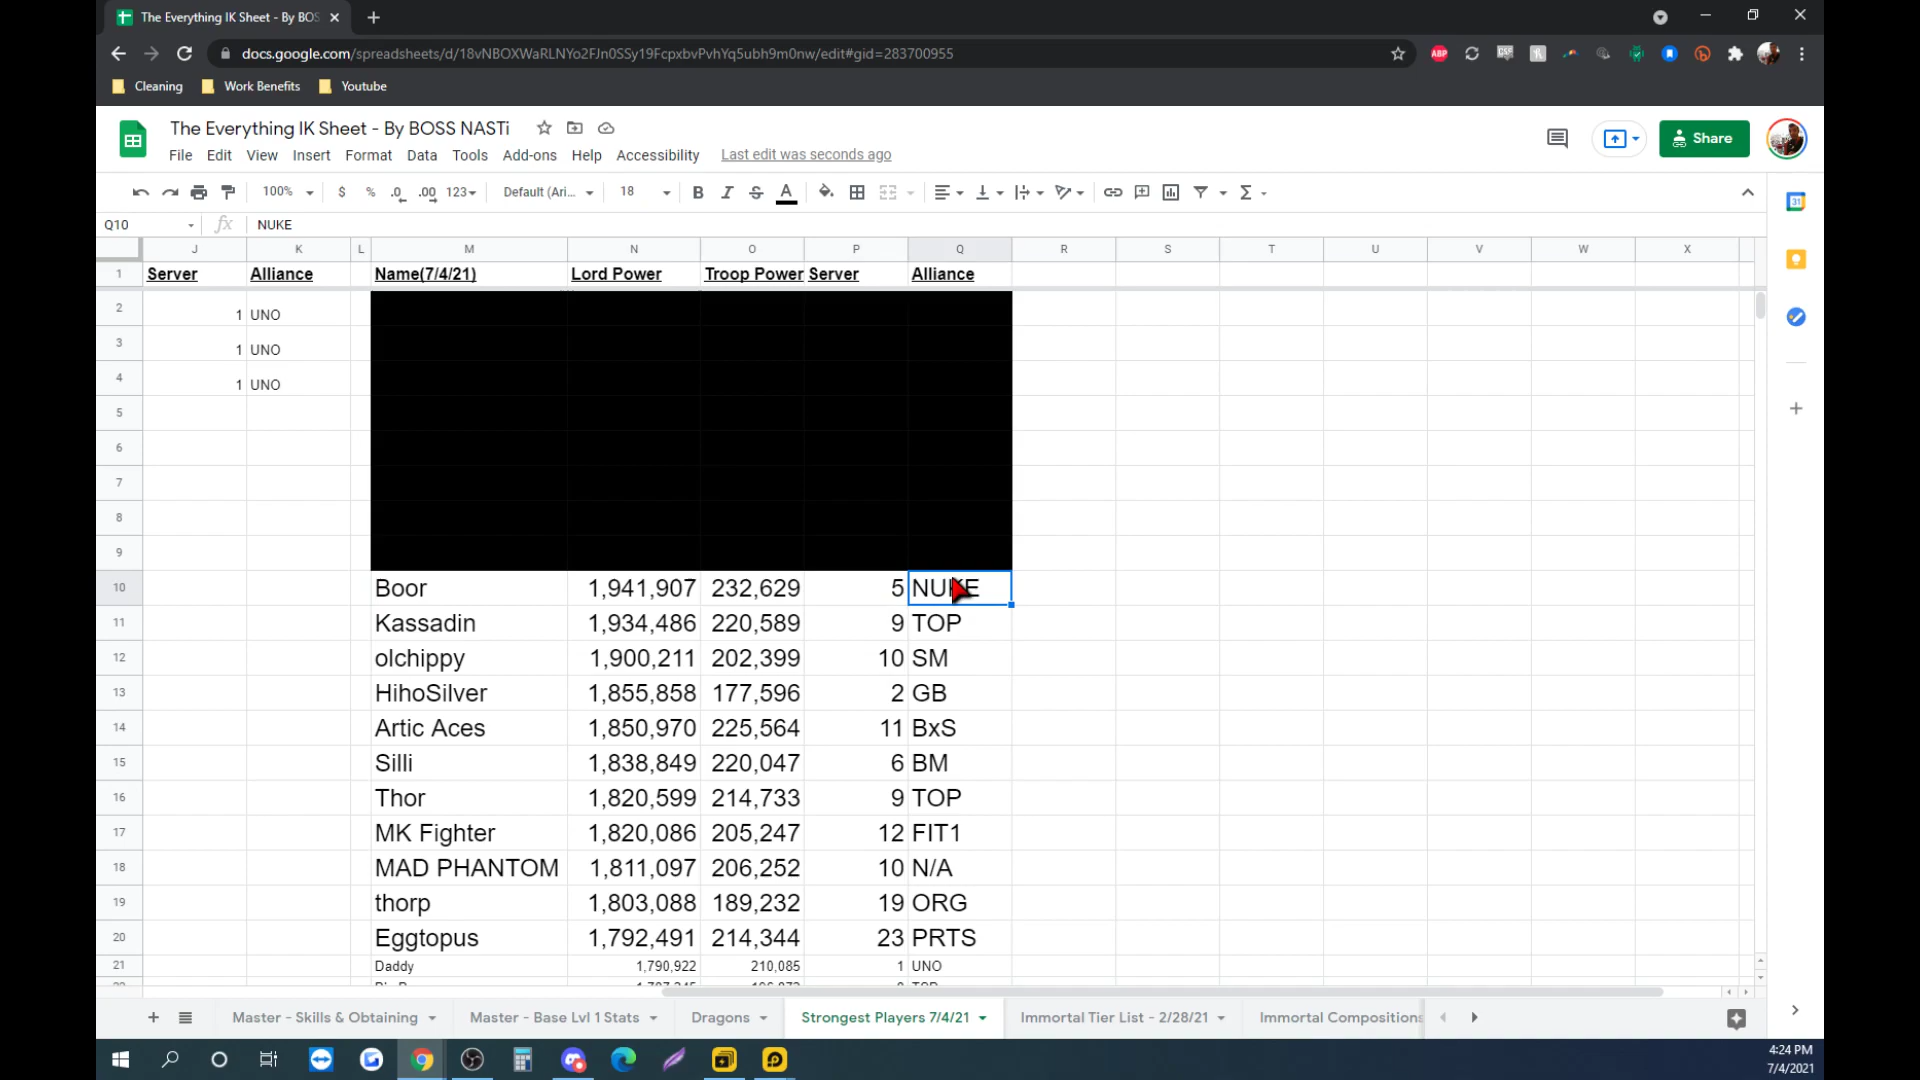 The Everything IK Sheet - By BOS
docs.google.com/spreadsheets/d/18vNBOXWaRLNYo2FJn0SSy19FcpxbvPvhYq5ubh9m0nw/edit#gid=283700955
Cleaning Work Benefits Youtube
The Everything IK Sheet - By BOSS NASTi
Share
File Edit View Insert Format Data Tools Add-ons Help Accessibility Last edit was seconds ago
100% $ % .0 .00 123 Default (Ari... 18 B I S A
Q10 fx NUKE
J K L M N O P Q R S T U V W X
1 Server Alliance Name(7/4/21) Lord Power Troop Power Server Alliance
2 1 UNO
3 1 UNO
4 1 UNO
5
6
7
8
9
10 Boor 1,941,907 232,629 5 NUKE
11 Kassadin 1,934,486 220,589 9 TOP
12 olchippy 1,900,211 202,399 10 SM
13 HihoSilver 1,855,858 177,596 2 GB
14 Artic Aces 1,850,970 225,564 11 BxS
15 Silli 1,838,849 220,047 6 BM
16 Thor 1,820,599 214,733 9 TOP
17 MK Fighter 1,820,086 205,247 12 FIT1
18 MAD PHANTOM 1,811,097 206,252 10 N/A
19 thorp 1,803,088 189,232 19 ORG
20 Eggtopus 1,792,491 214,344 23 PRTS
21 Daddy 1,790,922 210,085 1 UNO
Master - Skills & Obtaining Master - Base Lvl 1 Stats Dragons Strongest Players 7/4/21 Immortal Tier List - 2/28/21 Immortal Compositions
4:24 PM
7/4/2021